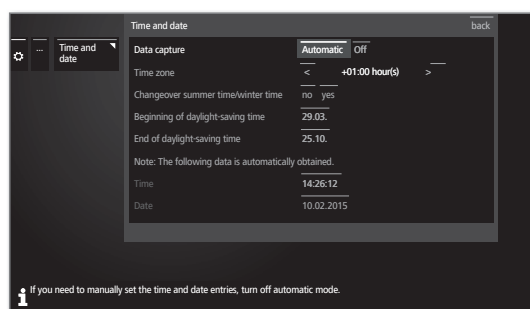 Time and date back
... Time and date
Data capture Automatic Off
Time zone < +01:00 hour(s) >
Changeover summer time/winter time no yes
Beginning of daylight-saving time 29.03.
End of daylight-saving time 25.10.
Note: The following data is automatically obtained.
Time 14:26:12
Date 10.02.2015
If you need to manually set the time and date entries, turn off automatic mode.